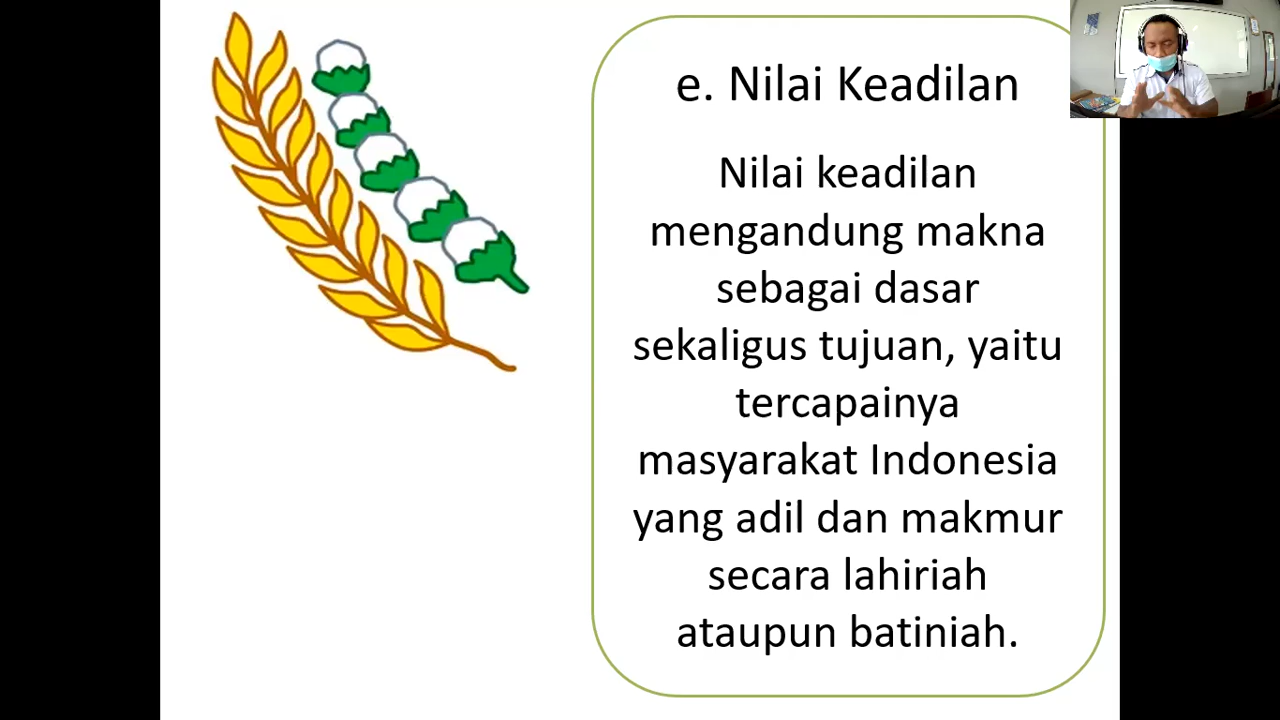 e. Nilai Keadilan
Nilai keadilan
mengandung makna
sebagai dasar
sekaligus tujuan, yaitu
tercapainya
masyarakat Indonesia
yang adil dan makmur
secara lahiriah
ataupun batiniah.